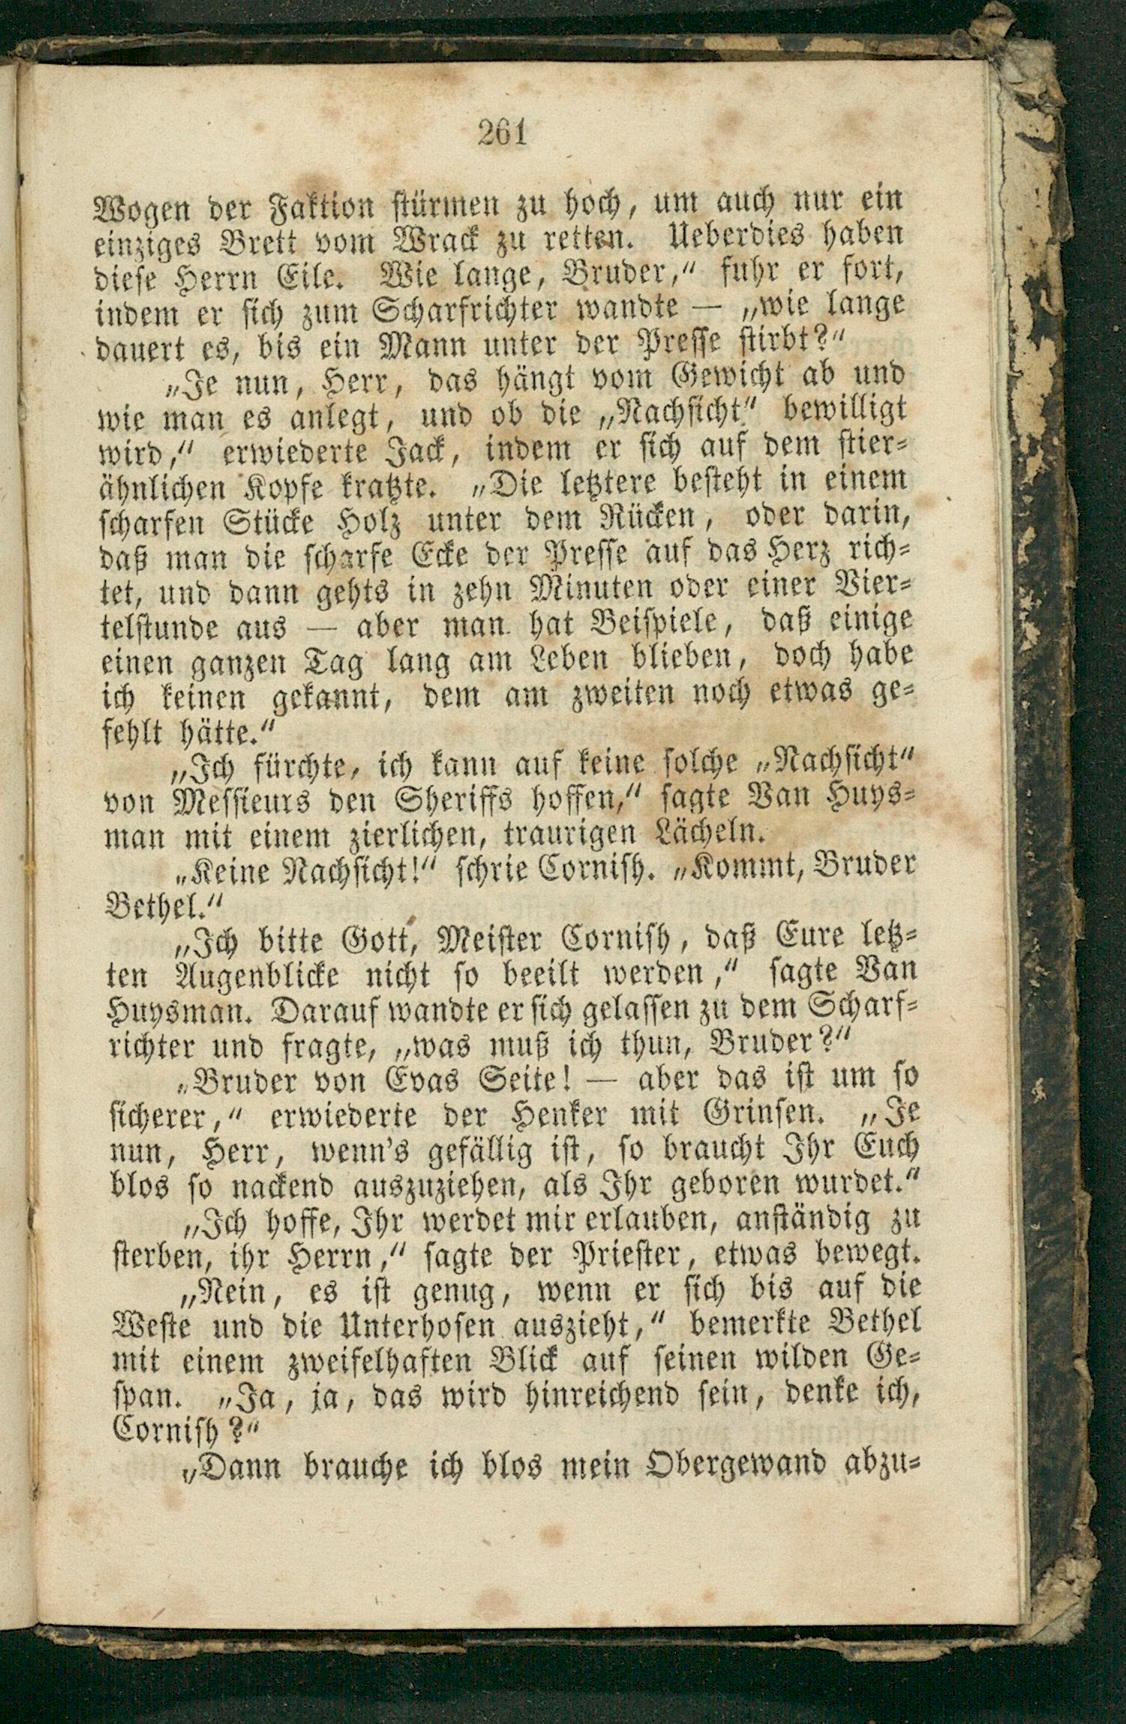 261
Wogen der Faktion stürmen zu hoch, um auch nur ein
einziges Brett vom Wrack zu retten. Ueberdies haben
diese Herrn Eile. Wie lange, Bruder,“ fuhr er fort,
indem er sich zum Scharfrichter wandte — „wie lange
dauert es, bis ein Mann unter der Presse stirbt?“
„Je nun, Herr, das hängt vom Gewicht ab und
wie man es anlegt, und ob die „Nachsicht“ bewilligt
wird,“ erwiederte Jack, indem er sich auf dem stier-
ähnlichen Kopfe kratzte. „Die letztere besteht in einem
scharfen Stücke Holz unter dem Rücken, oder darin,
daß man die scharfe Ecke der Presse auf das Herz rich-
tet, und dann gehts in zehn Minuten oder einer Vier-
telstunde aus — aber man hat Beispiele, daß einige
einen ganzen Tag lang am Leben blieben, doch habe
ich keinen gekannt, dem am zweiten noch etwas ge-
fehlt hätte.“
„Ich fürchte, ich kann auf keine solche „Nachsicht“
von Messieurs den Sheriffs hoffen,“ sagte Van Huys-
man mit einem zierlichen, traurigen Lächeln.
„Keine Nachsicht!“ schrie Cornish. „Kommt, Bruder
Bethel.“
„Ich bitte Gott, Meister Cornish, daß Eure letz-
ten Augenblicke nicht so beeilt werden,“ sagte Van
Huysman. Darauf wandte er sich gelassen zu dem Scharf-
richter und fragte, „was muß ich thun, Bruder?“
„Bruder von Evas Seite! — aber das ist um so
sicherer,“ erwiederte der Henker mit Grinsen. „Je
nun, Herr, wenn's gefällig ist, so braucht Ihr Euch
blos so nackend auszuziehen, als Ihr geboren wurdet.“
„Ich hoffe, Ihr werdet mir erlauben, anständig zu
sterben, ihr Herrn,“ sagte der Priester, etwas bewegt.
„Nein, es ist genug, wenn er sich bis auf die
Weste und die Unterhosen auszieht,“ bemerkte Bethel
mit einem zweifelhaften Blick auf seinen wilden Ge-
span. „Ja, ja, das wird hinreichend sein, denke ich,
Cornish?“
„Dann brauche ich blos mein Obergewand abzu-